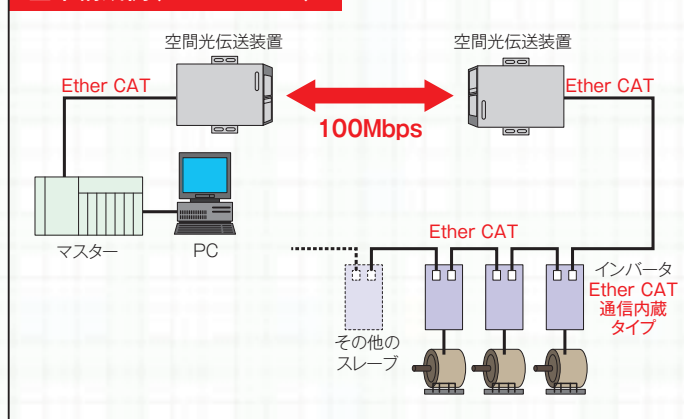 空間光伝送装置
空間光伝送装置
Ether CAT
Ether CAT
100Mbps
マスター
PC
Ether CAT
インバータ
Ether CAT
通信内蔵
タイプ
その他の
スレーブ